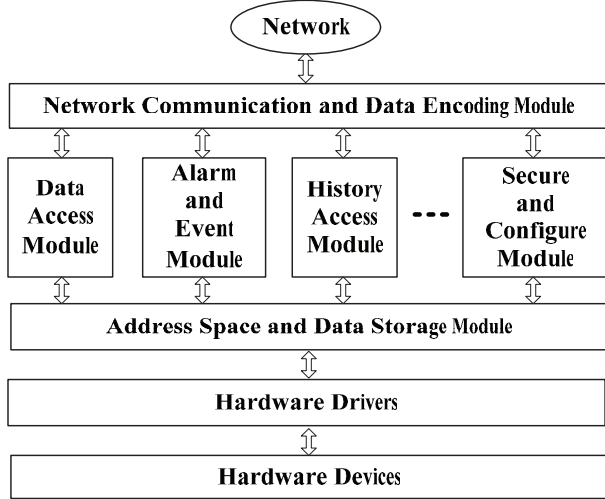 Network
Network Communication and Data Encoding Module
Data
Access
Module
Alarm
and
Event
Module
History
Access
Module
Secure
and
Configure
Module
Address Space and Data Storage Module
Hardware Drivers
Hardware Devices